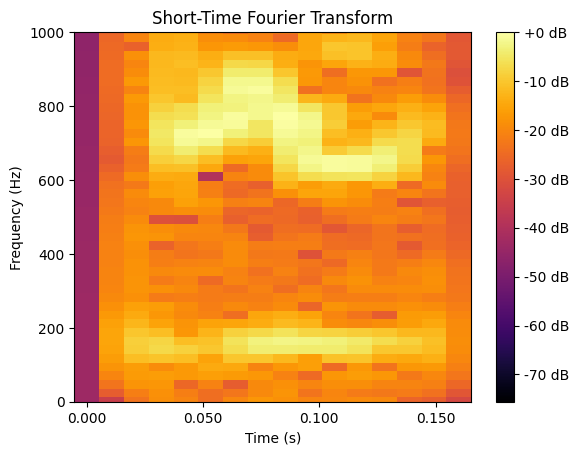 Short-Time Fourier Transform
Frequency (Hz)
1000
800
600
400
200
0
0.000
0.050
0.100
0.150
Time (s)
+0 dB
-10 dB
-20 dB
-30 dB
-40 dB
-50 dB
-60 dB
-70 dB